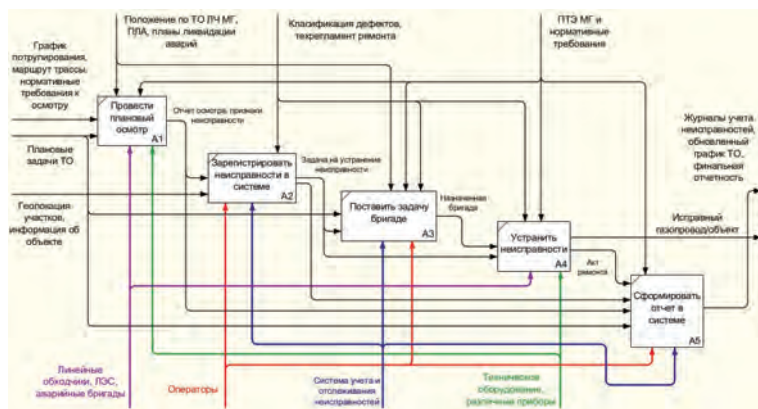 Положение по ТО ЛЧ МГ,
ПЛА, планы ликвидации
аварий
Классификация дефектов,
техрегламент ремонта
ПТЭ МГ и
нормативные
требования
График
потрулирования,
маршрут трассы,
нормативные
требования к
осмотру
Плановые
задачи ТО
Геолокация
участков,
информация об
объекте
Провести
плановый
осмотр
A1
Отчет осмотра, признаки
неисправности
Зарегистрировать
неисправности в
системе
A2
Задача на устранение
неисправности
Поставить задачу
бригаде
A3
Назначенная
бригада
Устранить
неисправности
A4
Акт
ремонта
Сформировать
отчет в
системе
A5
Журналы учета
неисправностей,
обновленный
график ТО,
финальная
отчетность
Исправный
газопровод/объект
Линейные
обходчики, ЛЭС,
аварийные бригады
Операторы
Система учета и
отслеживания
неисправностей
Техническое
оборудование,
различные приборы